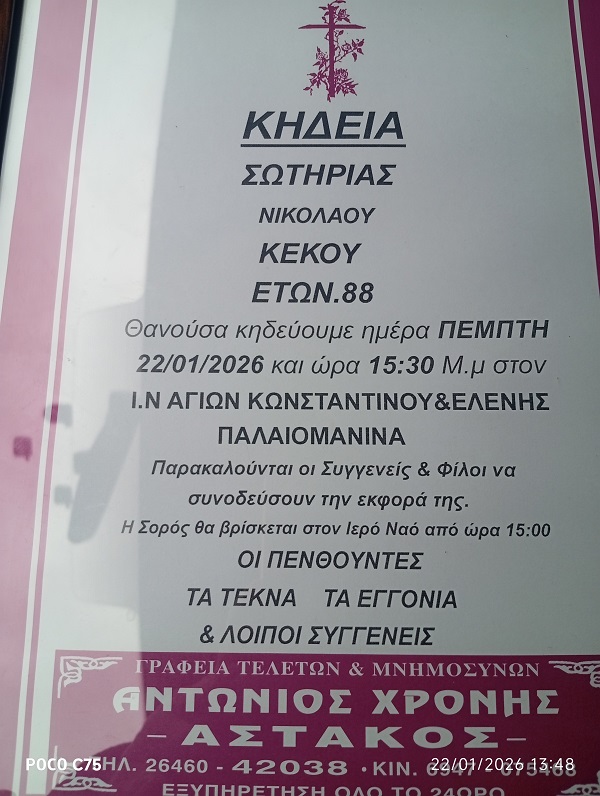 ΚΗΔΕΙΑ
ΣΩΤΗΡΙΑΣ
ΝΙΚΟΛΑΟΥ
ΚΕΚΟΥ
ΕΤΩΝ.88
Θανούσα κηδεύουμε ημέρα ΠΕΜΠΤΗ
22/01/2026 και ώρα 15:30 Μ.μ στον
Ι.Ν ΑΓΙΩΝ ΚΩΝΣΤΑΝΤΙΝΟΥ&ΕΛΕΝΗΣ
ΠΑΛΑΙΟΜΑΝΙΝΑ
Παρακαλούνται οι Συγγενείς & Φίλοι να
συνοδεύσουν την εκφορά της.
Η Σορός θα βρίσκεται στον Ιερό Ναό από ώρα 15:00
ΟΙ ΠΕΝΘΟΥΝΤΕΣ
ΤΑ ΤΕΚΝΑ ΤΑ ΕΓΓΟΝΙΑ
& ΛΟΙΠΟΙ ΣΥΓΓΕΝΕΙΣ
ΓΡΑΦΕΙΑ ΤΕΛΕΤΩΝ & ΜΝΗΜΟΣΥΝΩΝ
ΑΝΤΩΝΙΟΣ ΧΡΟΝΗΣ
– ΑΣΤΑΚΟΣ –
ΤΗΛ. 26460 - 42038 · ΚΙΝ. 6947 -
ΕΞΥΠΗΡΕΤΗΣΗ ΟΛΟ ΤΟ 24ΩΡΟ
POCO C75
22/01/2026 13:48